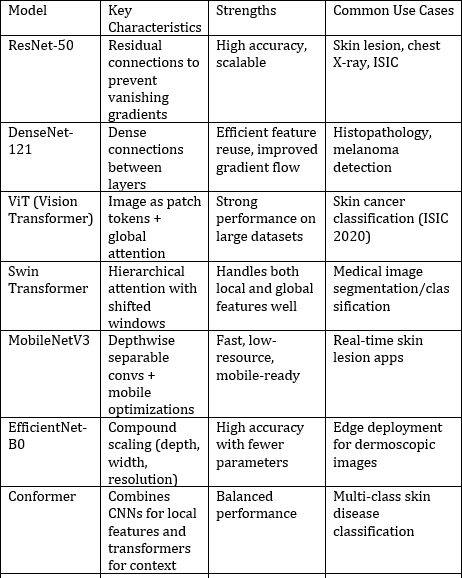 Model
Key
Characteristics
Strengths
Common Use Cases
ResNet-50
Residual
connections to
prevent
vanishing
gradients
High accuracy,
scalable
Skin lesion, chest
X-ray, ISIC
DenseNet-
121
Dense
connections
between
layers
Efficient feature
reuse, improved
gradient flow
Histopathology,
melanoma
detection
ViT (Vision
Transformer)
Image as patch
tokens +
global
attention
Strong
performance on
large datasets
Skin cancer
classification (ISIC
2020)
Swin
Transformer
Hierarchical
attention with
shifted
windows
Handles both
local and global
features well
Medical image
segmentation/clas
sification
MobileNetV3
Depthwise
separable
convs +
mobile
optimizations
Fast, low-
resource,
mobile-ready
Real-time skin
lesion apps
EfficientNet-
B0
Compound
scaling (depth,
width,
resolution)
High accuracy
with fewer
parameters
Edge deployment
for dermoscopic
images
Conformer
Combines
CNNs for local
features and
transformers
for context
Balanced
performance
Multi-class skin
disease
classification